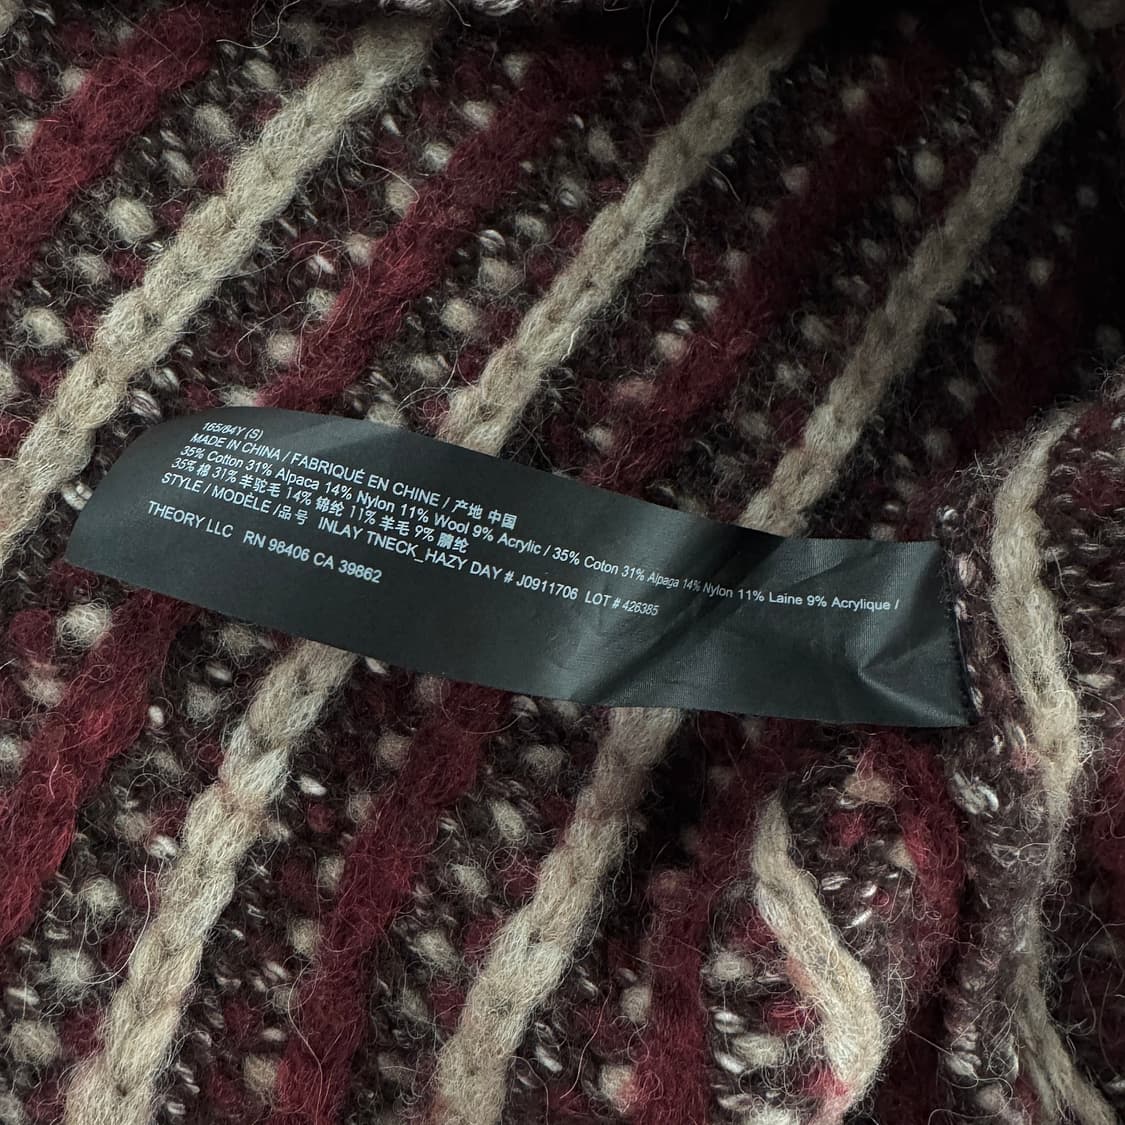 165/84Y (S)
MADE IN CHINA / FABRIQUÉ EN CHINE / 产地 中国
35% Cotton 31% Alpaca 14% Nylon 11% Wool 9% Acrylic / 35% Coton 31% Alpaga 14% Nylon 11% Laine 9% Acrylique /
35% 棉 31% 羊驼毛 14% 锦纶 11% 羊毛 9% 腈纶
STYLE / MODÈLE /品号 INLAY TNECK_HAZY DAY # J0911706 LOT # 426385
THEORY LLC RN 98406 CA 39862